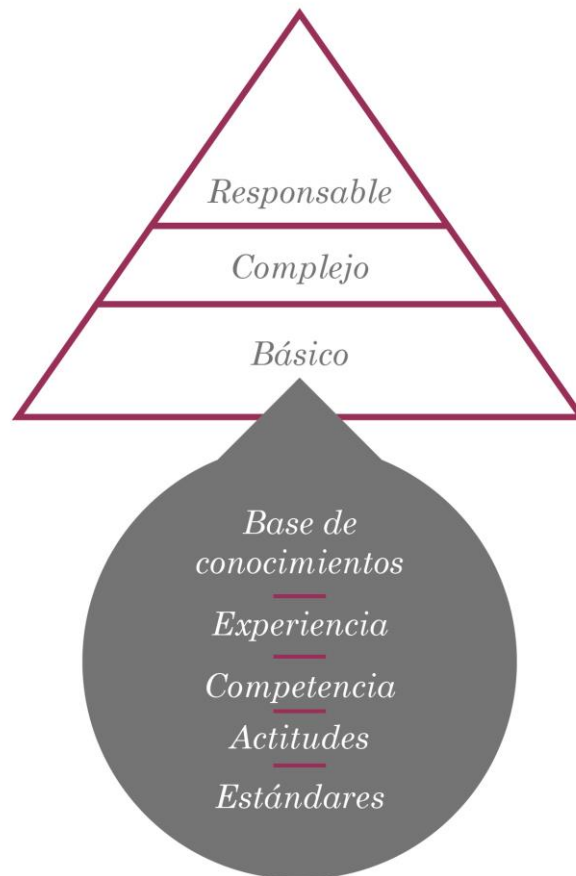 Responsable
Complejo
Básico
Base de
conocimientos
Experiencia
Competencia
Actitudes
Estándares